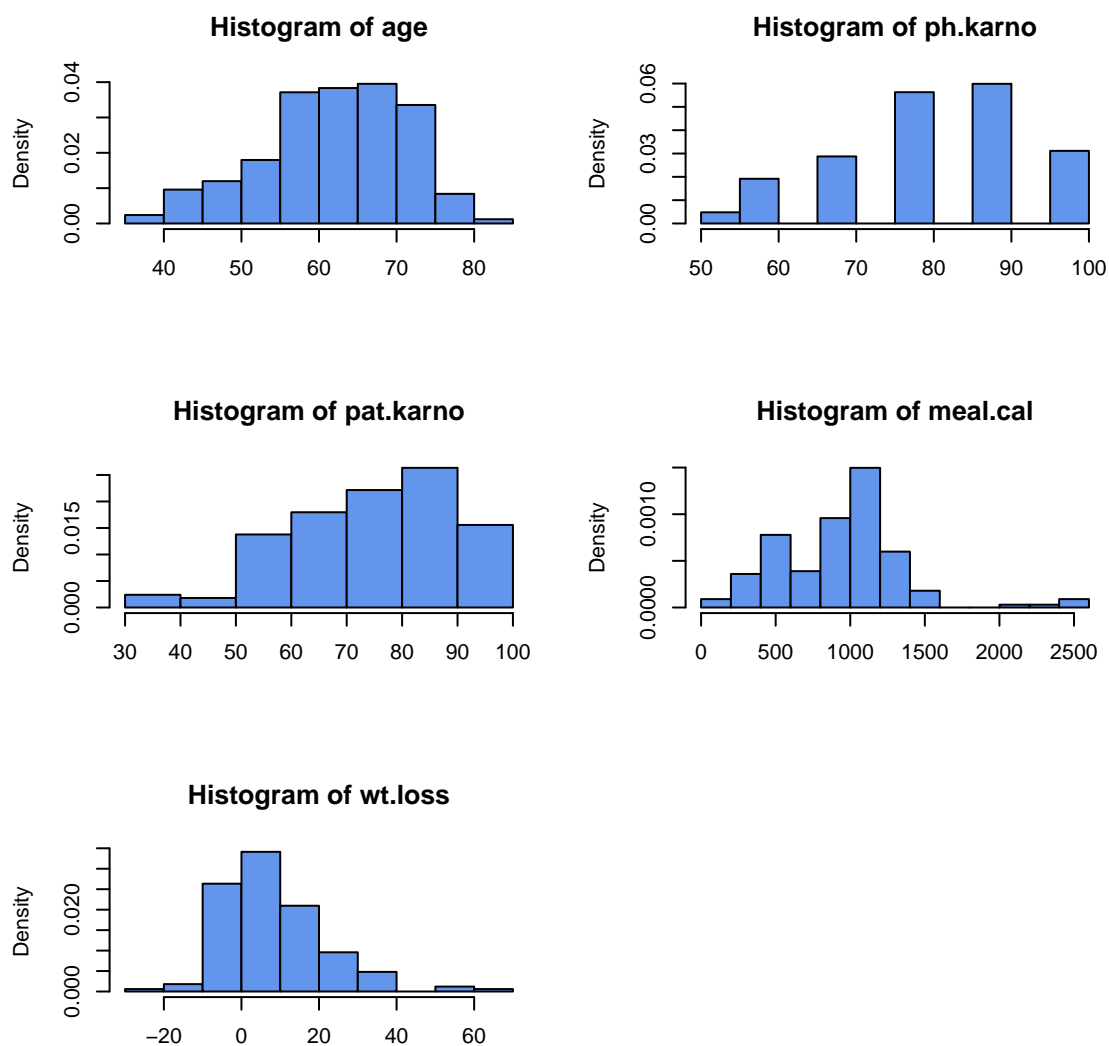 Histogram of age
Density
0.00 0.02 0.04
40 50 60 70 80
Histogram of ph.karno
Density
0.00 0.03 0.06
50 60 70 80 90 100
Histogram of pat.karno
Density
0.000 0.015
30 40 50 60 70 80 90 100
Histogram of meal.cal
Density
0.0000 0.0010
0 500 1000 1500 2000 2500
Histogram of wt.loss
Density
0.000 0.020
−20 0 20 40 60